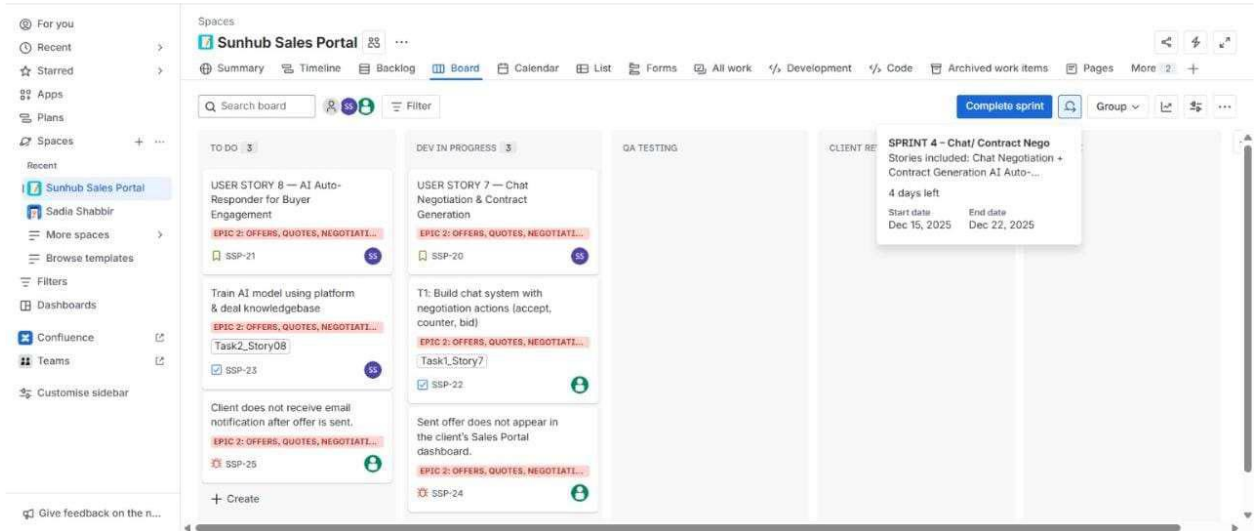 For you
Recent
Starred
Apps
Plans
Spaces
Recent
Sunhub Sales Portal
Sadia Shabbir
More spaces
Browse templates
Filters
Dashboards
Confluence
Teams
Customise sidebar
Give feedback on the n...
Spaces
Sunhub Sales Portal
Summary Timeline Backlog Board Calendar List Forms All work Development Code Archived work items Pages More 2
Search board SS Filter Complete sprint Group
TO DO 3
USER STORY 8 — AI Auto-
Responder for Buyer
Engagement
EPIC 2: OFFERS, QUOTES, NEGOTIATI...
SSP-21 SS
Train AI model using platform
& deal knowledgebase
EPIC 2: OFFERS, QUOTES, NEGOTIATI...
Task2_Story08
SSP-23 SS
Client does not receive email
notification after offer is sent.
EPIC 2: OFFERS, QUOTES, NEGOTIATI...
SSP-25
Create
DEV IN PROGRESS 3
USER STORY 7 — Chat
Negotiation & Contract
Generation
EPIC 2: OFFERS, QUOTES, NEGOTIATI...
SSP-20 SS
T1: Build chat system with
negotiation actions (accept,
counter, bid)
EPIC 2: OFFERS, QUOTES, NEGOTIATI...
Task1_Story7
SSP-22
Sent offer does not appear in
the client's Sales Portal
dashboard.
EPIC 2: OFFERS, QUOTES, NEGOTIATI...
SSP-24
QA TESTING
CLIENT
SPRINT 4 – Chat/ Contract Nego
Stories included: Chat Negotiation +
Contract Generation AI Auto-...
4 days left
Start date End date
Dec 15, 2025 Dec 22, 2025